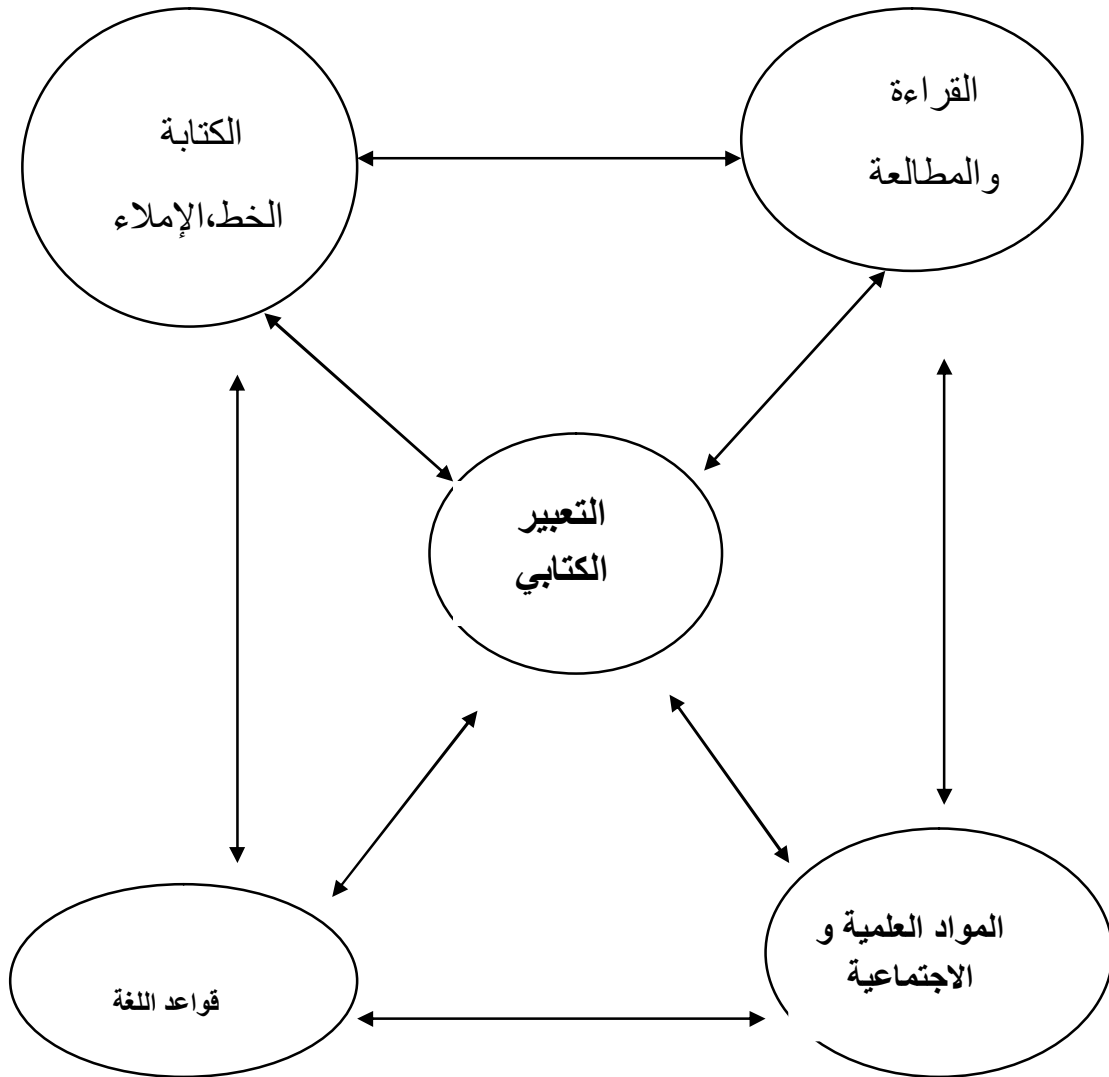 القراءة
والمطالعة
الكتابة
الخط،الإملاء
التعبير
الكتابي
المواد العلمية و
الاجتماعية
قواعد اللغة